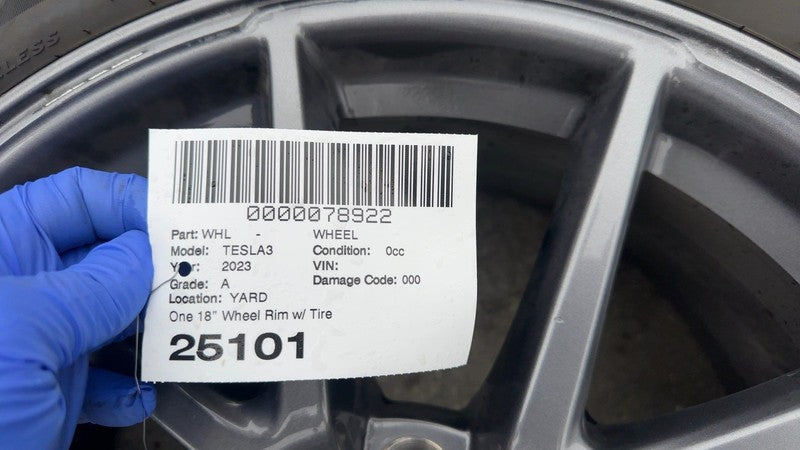 LESS
0000078922
Part: WHL - WHEEL
Model: TESLA3 Condition: 0cc
Year: 2023 VIN:
Grade: A Damage Code: 000
Location: YARD
One 18" Wheel Rim w/ Tire
25101